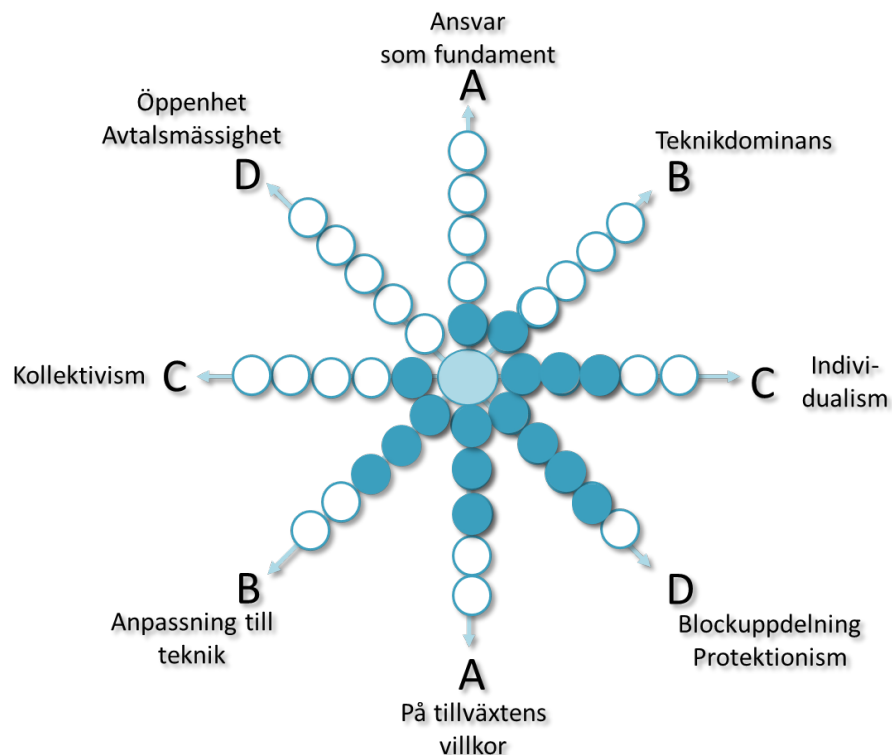 Ansvar
som fundament
A
Öppenhet
Avtalsmässighet
D
Teknikdominans
B
Kollektivism C
C Indivi-
dualism
B
Anpassning till
teknik
D
Blockuppdelning
Protektionism
A
På tillväxtens
villkor